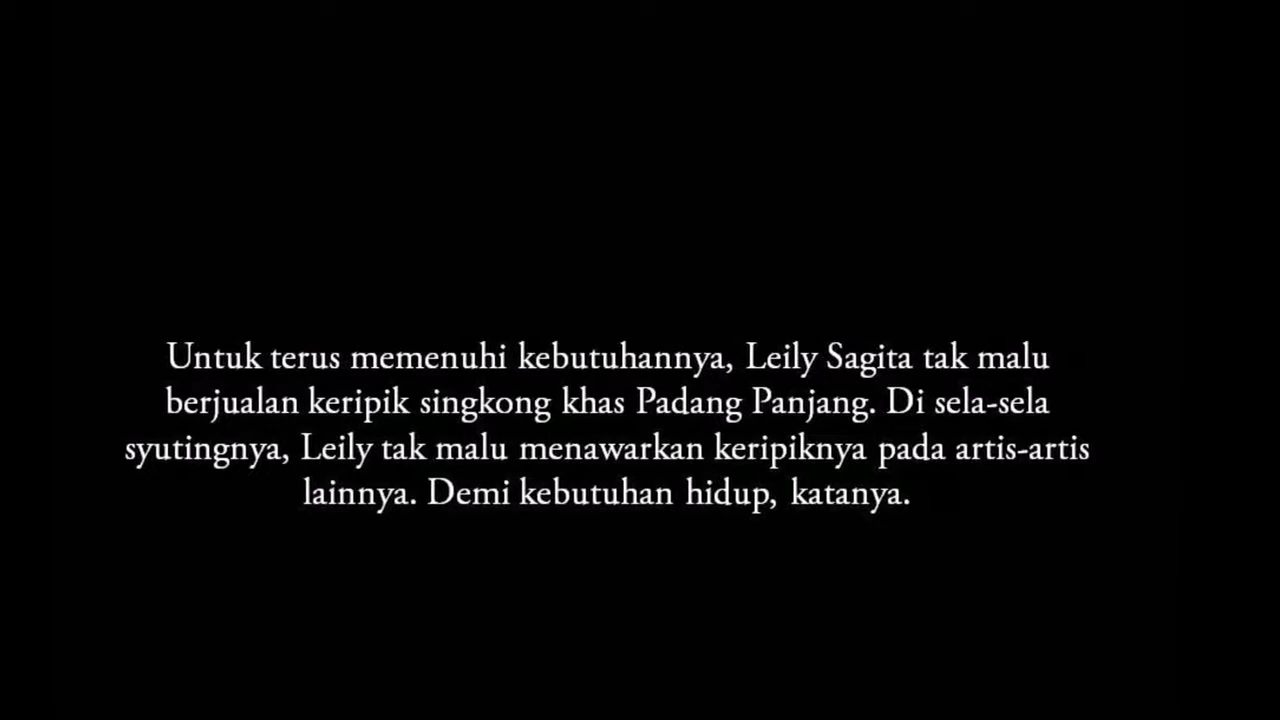 Untuk terus memenuhi kebutuhannya, Leily Sagita tak malu
berjualan keripik singkong khas Padang Panjang. Di sela-sela
syutingnya, Leily tak malu menawarkan keripiknya pada artis-artis
lainnya. Demi kebutuhan hidup, katanya.